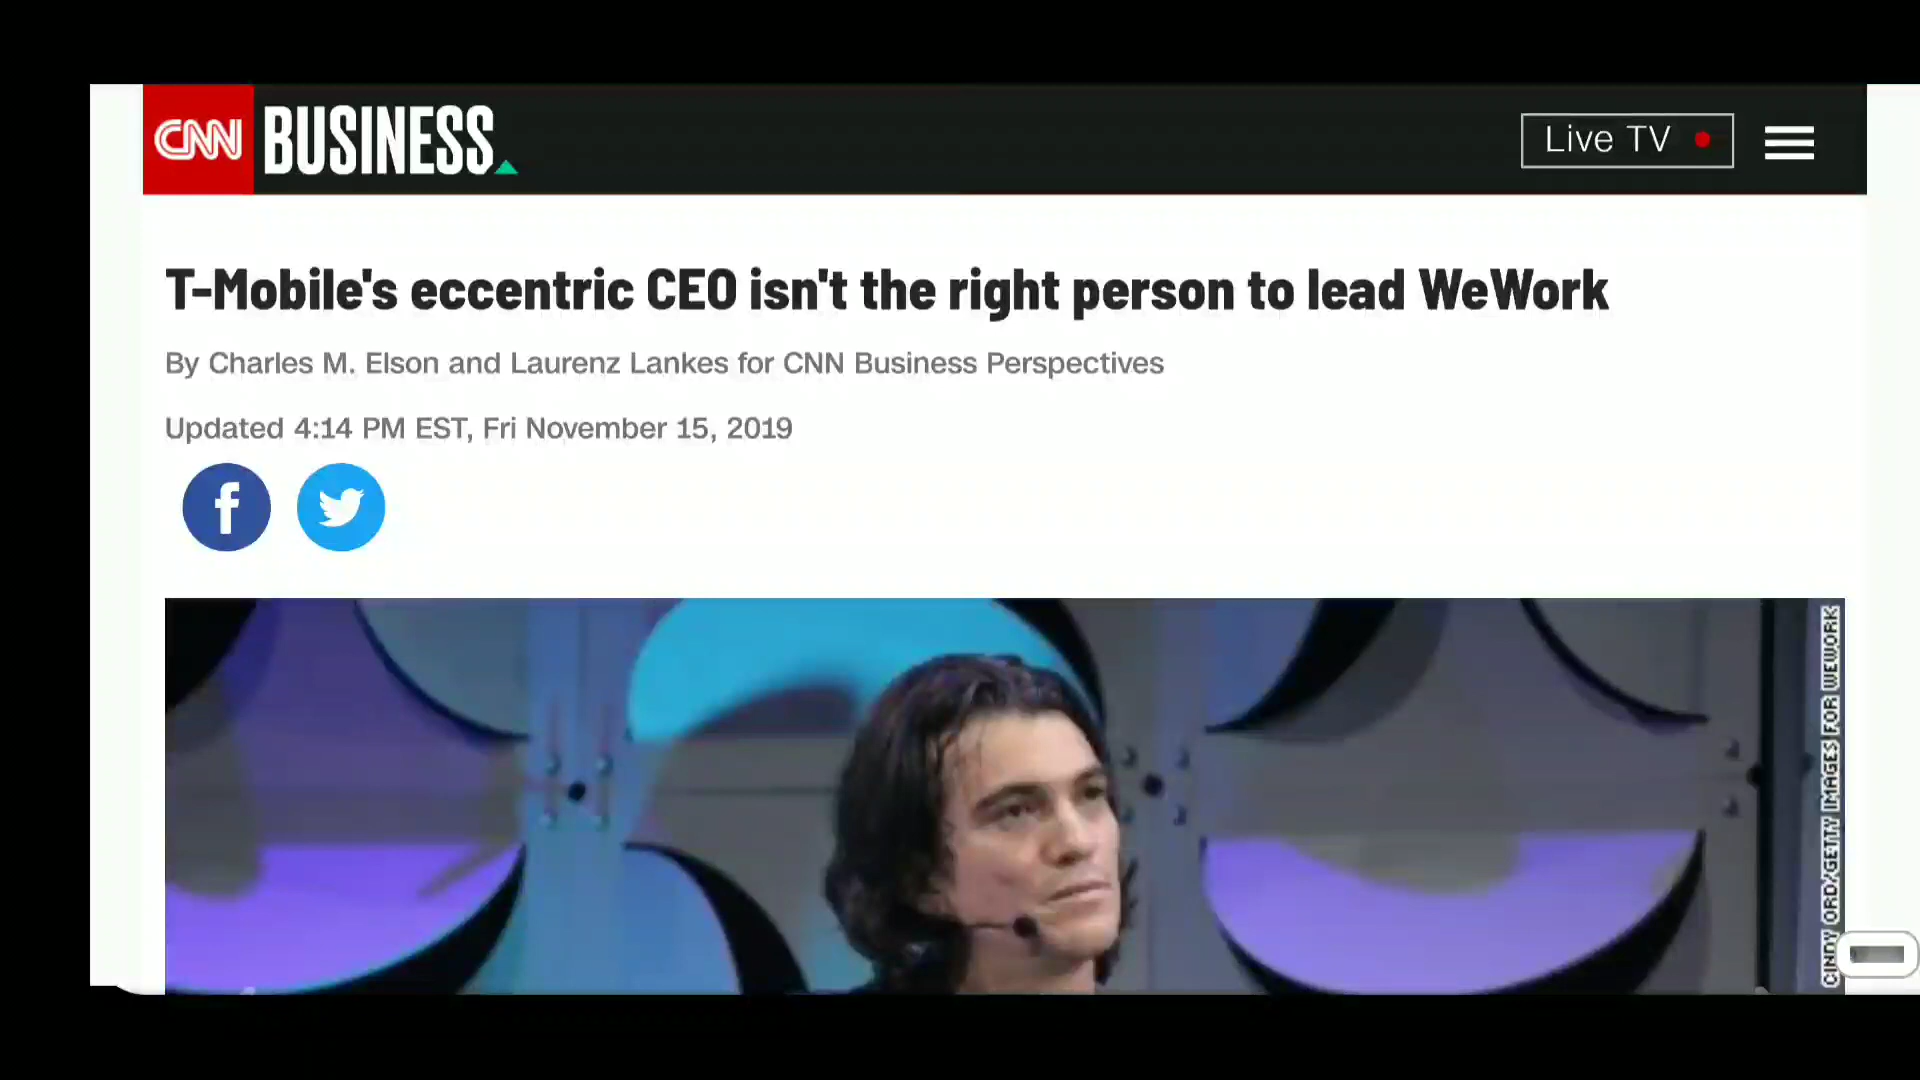 CNN BUSINESS
Live TV
T-Mobile's eccentric CEO isn't the right person to lead WeWork
By Charles M. Elson and Laurenz Lankes for CNN Business Perspectives
Updated 4:14 PM EST, Fri November 15, 2019
f
CINDY ORD/GETTY IMAGES FOR WEWORK